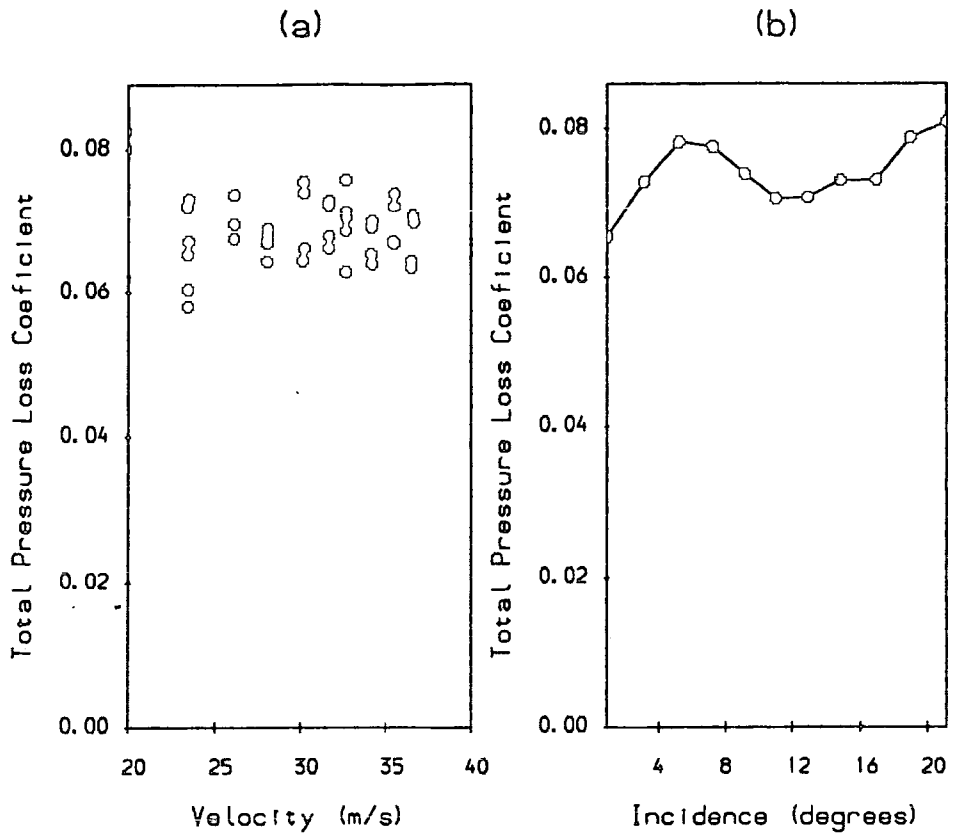 (a)
Total Pressure Loss Coeficient
0.08
0.06
0.04
0.02
0.00
20 25 30 35 40
Velocity (m/s)
(b)
Total Pressure Loss Coeficient
0.08
0.06
0.04
0.02
0.00
4 8 12 16 20
Incidence (degrees)